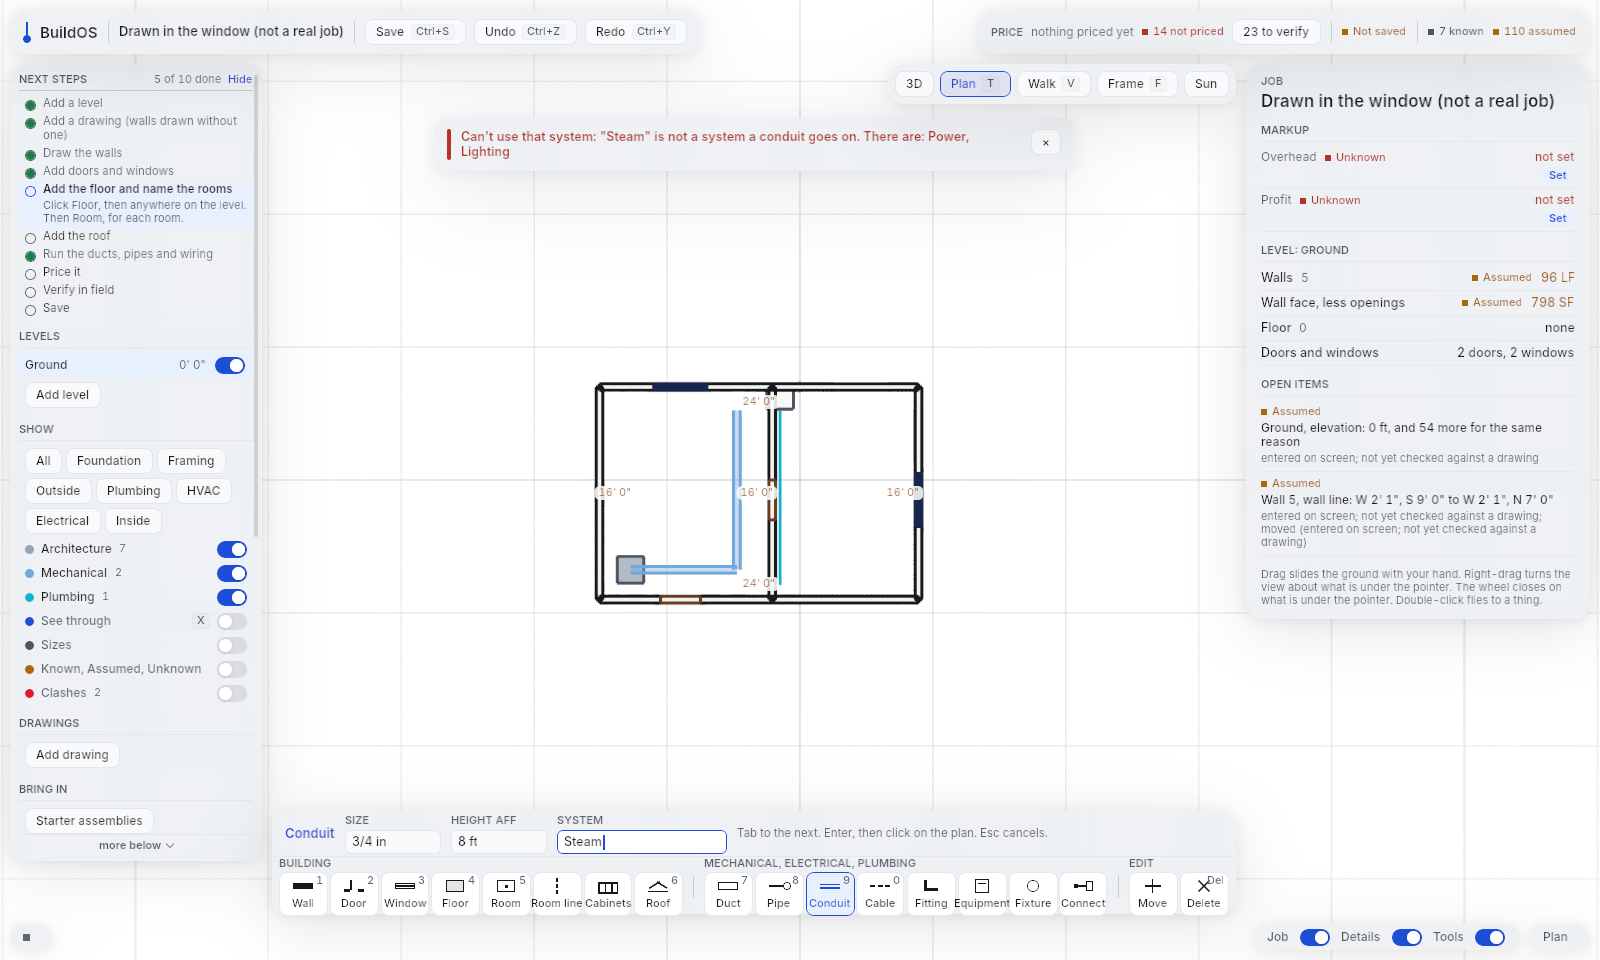 BuildOS
Drawn in the window (not a real job)
Save Ctrl+S
Undo Ctrl+Z
Redo Ctrl+Y
PRICE nothing priced yet 14 not priced 23 to verify Not saved 7 known 110 assumed
NEXT STEPS 5 of 10 done Hide
Add a level
Add a drawing (walls drawn without
one)
Draw the walls
Add doors and windows
Add the floor and name the rooms
Click Floor, then anywhere on the level.
Then Room, for each room.
Add the roof
Run the ducts, pipes and wiring
Price it
Verify in field
Save
LEVELS
Ground 0' 0"
Add level
SHOW
All Foundation Framing
Outside Plumbing HVAC
Electrical Inside
Architecture 7
Mechanical 2
Plumbing 1
See through X
Sizes
Known, Assumed, Unknown
Clashes 2
DRAWINGS
Add drawing
BRING IN
Starter assemblies
more below
3D Plan T Walk V Frame F Sun
Can't use that system: "Steam" is not a system a conduit goes on. There are: Power,
Lighting
×
24' 0"
16' 0" 16' 0" 16' 0"
24' 0"
JOB
Drawn in the window (not a real job)
MARKUP
Overhead Unknown not set
Set
Profit Unknown not set
Set
LEVEL: GROUND
Walls 5 Assumed 96 LF
Wall face, less openings Assumed 798 SF
Floor 0 none
Doors and windows 2 doors, 2 windows
OPEN ITEMS
Assumed
Ground, elevation: 0 ft, and 54 more for the same
reason
entered on screen; not yet checked against a drawing
Assumed
Wall 5, wall line: W 2' 1", S 9' 0" to W 2' 1", N 7' 0"
entered on screen; not yet checked against a drawing;
moved (entered on screen; not yet checked against a
drawing)
Drag slides the ground with your hand. Right-drag turns the
view about what is under the pointer. The wheel closes on
what is under the pointer. Double-click flies to a thing.
Conduit
SIZE HEIGHT AFF SYSTEM
3/4 in 8 ft Steam
Tab to the next. Enter, then click on the plan. Esc cancels.
BUILDING MECHANICAL, ELECTRICAL, PLUMBING EDIT
1 2 3 4 5 6 7 8 9 0 Del
Wall Door Window Floor Room Room line Cabinets Roof Duct Pipe Conduit Cable Fitting Equipment Fixture Connect Move Delete
Job Details Tools Plan